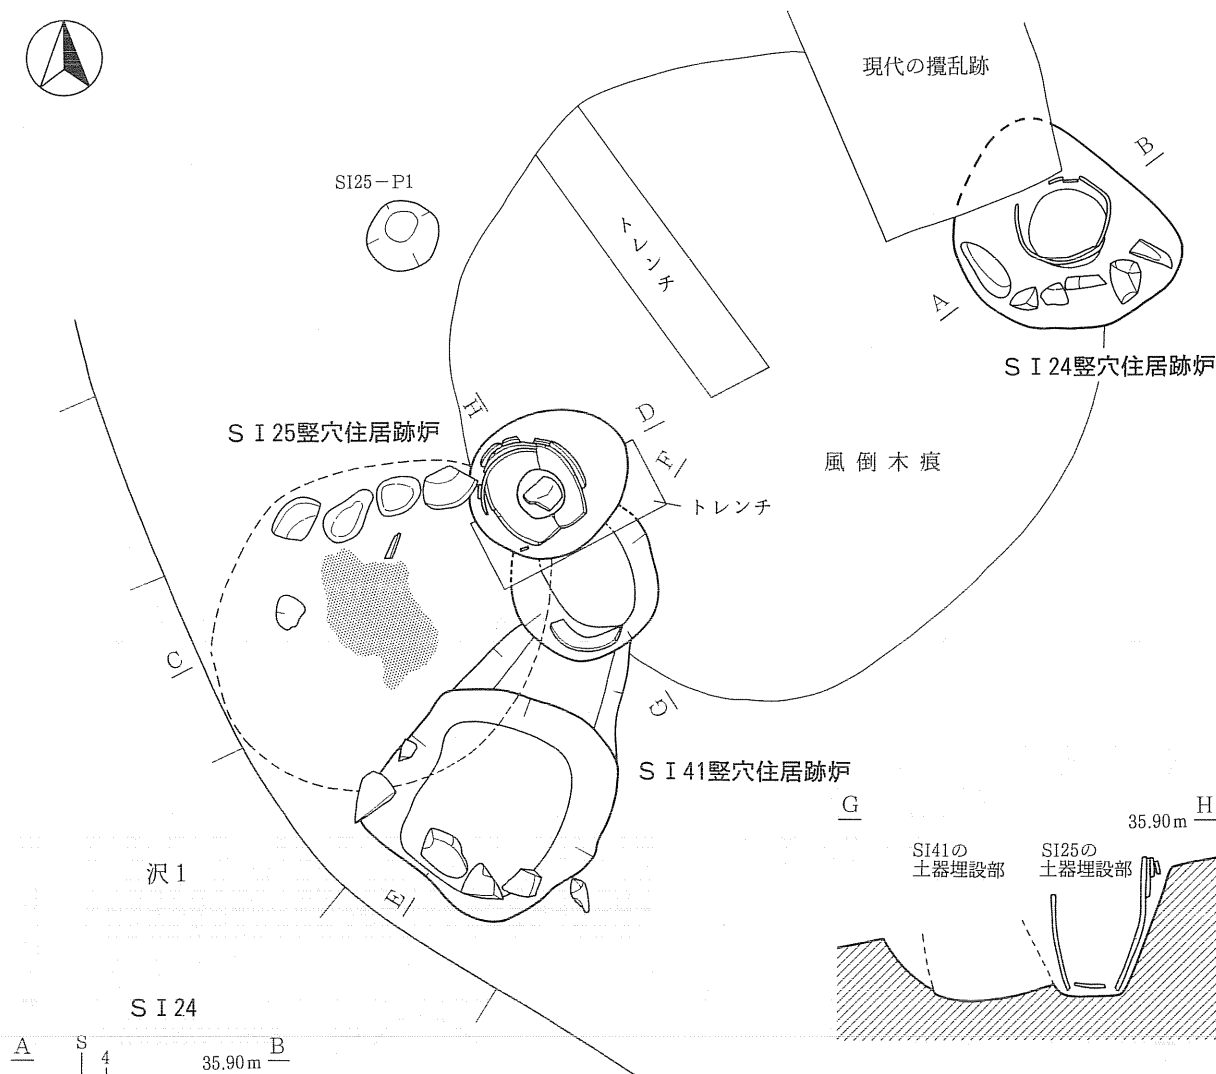 現代の攪乱跡
B
SI25－P1
トレンチ
A
ＳＩ24竪穴住居跡炉
H
D
ＳＩ25竪穴住居跡炉
F
風倒木痕
トレンチ
C
G
ＳＩ41竪穴住居跡炉
G
H
35.90m
SI41の
土器埋設部
SI25の
土器埋設部
沢1
E
ＳＩ24
A
S
4
35.90m
B